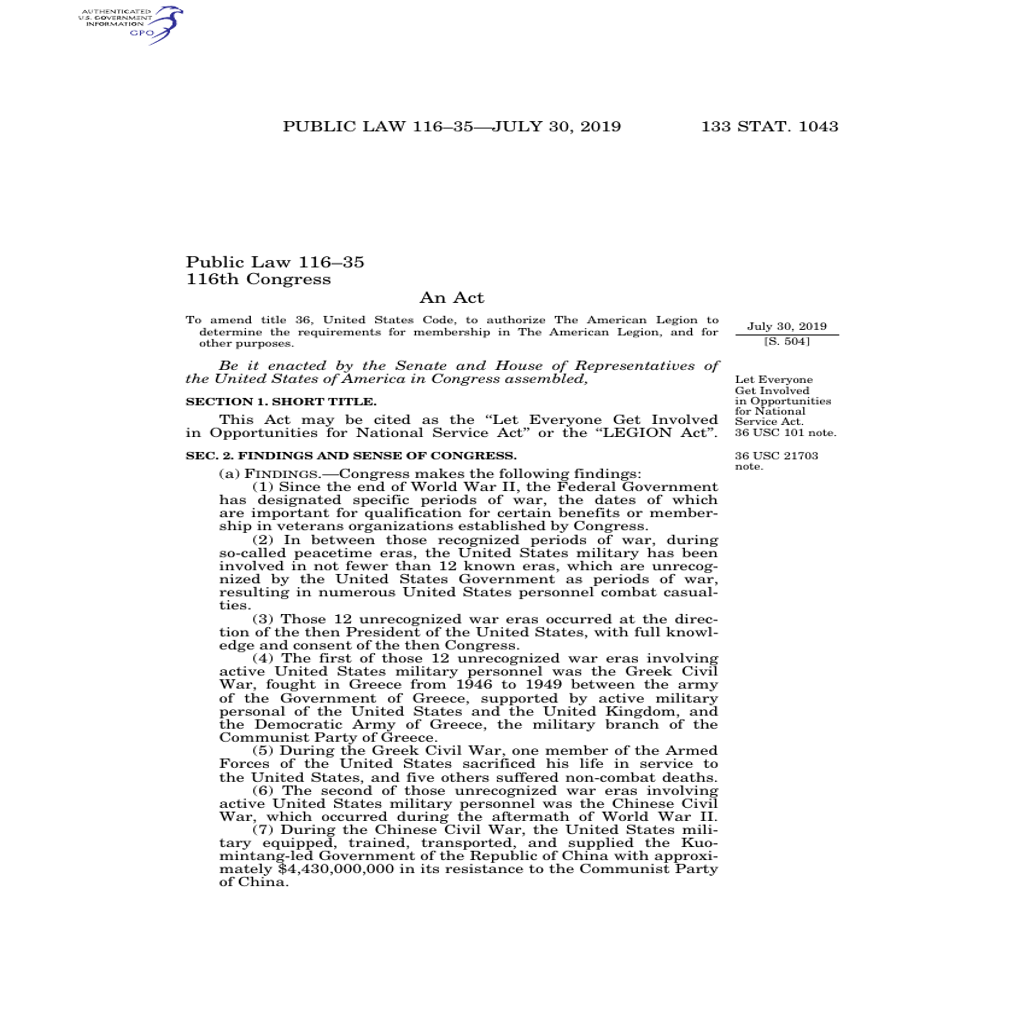 AUTHENTICATED
U.S. GOVERNMENT
INFORMATION
GPO
PUBLIC LAW 116–35—JULY 30, 2019
133 STAT. 1043
Public Law 116–35
116th Congress
An Act
To amend title 36, United States Code, to authorize The American Legion to
determine the requirements for membership in The American Legion, and for
other purposes.
July 30, 2019
[S. 504]
Be it enacted by the Senate and House of Representatives of
the United States of America in Congress assembled,
Let Everyone
Get Involved
in Opportunities
for National
Service Act.
36 USC 101 note.
SECTION 1. SHORT TITLE.
This Act may be cited as the “Let Everyone Get Involved
in Opportunities for National Service Act” or the “LEGION Act”.
SEC. 2. FINDINGS AND SENSE OF CONGRESS.
36 USC 21703
note.
(a) FINDINGS.—Congress makes the following findings:
(1) Since the end of World War II, the Federal Government
has designated specific periods of war, the dates of which
are important for qualification for certain benefits or member-
ship in veterans organizations established by Congress.
(2) In between those recognized periods of war, during
so-called peacetime eras, the United States military has been
involved in not fewer than 12 known eras, which are unrecog-
nized by the United States Government as periods of war,
resulting in numerous United States personnel combat casual-
ties.
(3) Those 12 unrecognized war eras occurred at the direc-
tion of the then President of the United States, with full knowl-
edge and consent of the then Congress.
(4) The first of those 12 unrecognized war eras involving
active United States military personnel was the Greek Civil
War, fought in Greece from 1946 to 1949 between the army
of the Government of Greece, supported by active military
personal of the United States and the United Kingdom, and
the Democratic Army of Greece, the military branch of the
Communist Party of Greece.
(5) During the Greek Civil War, one member of the Armed
Forces of the United States sacrificed his life in service to
the United States, and five others suffered non-combat deaths.
(6) The second of those unrecognized war eras involving
active United States military personnel was the Chinese Civil
War, which occurred during the aftermath of World War II.
(7) During the Chinese Civil War, the United States mili-
tary equipped, trained, transported, and supplied the Kuo-
mintang-led Government of the Republic of China with approxi-
mately $4,430,000,000 in its resistance to the Communist Party
of China.